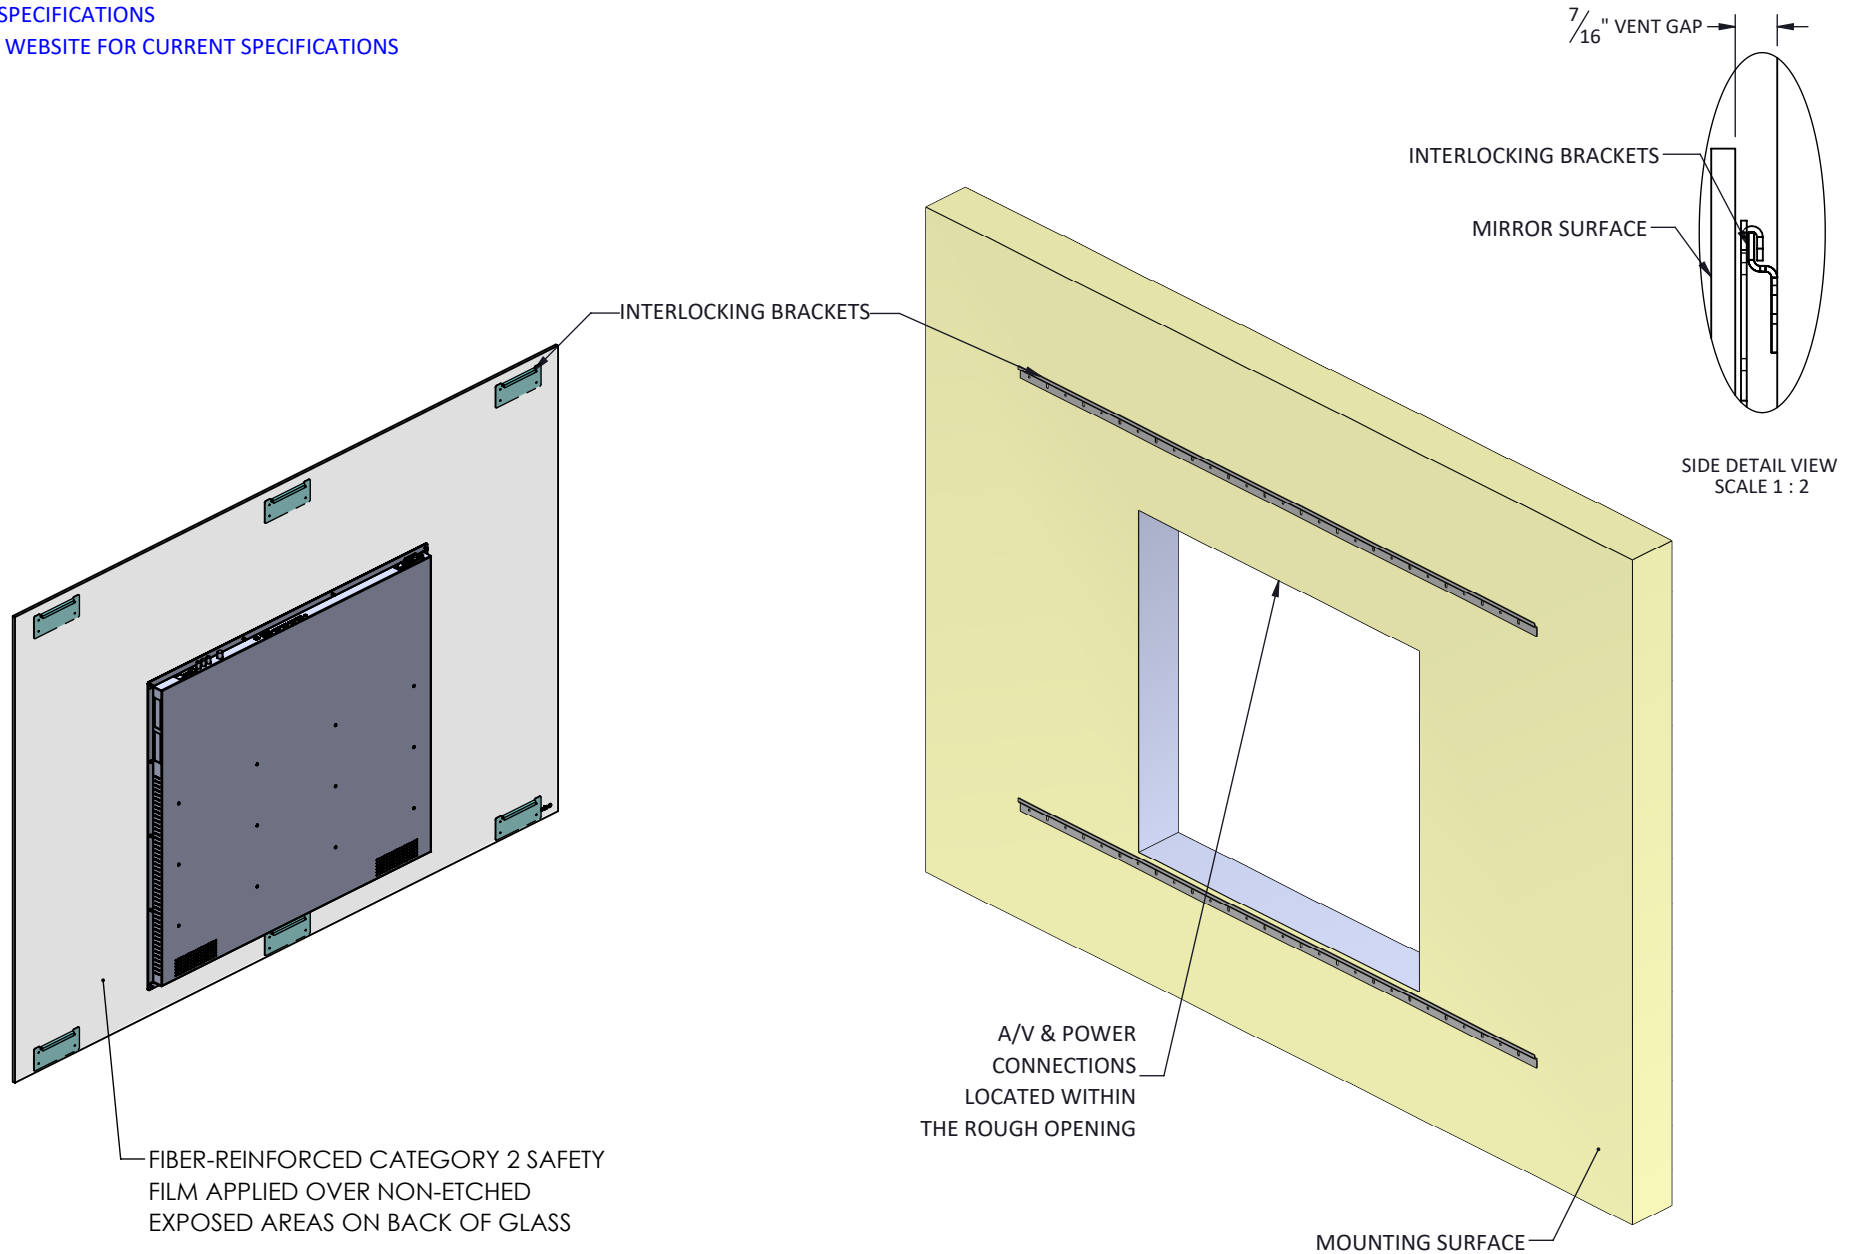 SPECIFICATIONS
WEBSITE FOR CURRENT SPECIFICATIONS
7/16" VENT GAP
INTERLOCKING BRACKETS
MIRROR SURFACE
SIDE DETAIL VIEW
SCALE 1 : 2
INTERLOCKING BRACKETS
A/V & POWER
CONNECTIONS
LOCATED WITHIN
THE ROUGH OPENING
FIBER-REINFORCED CATEGORY 2 SAFETY
FILM APPLIED OVER NON-ETCHED
EXPOSED AREAS ON BACK OF GLASS
MOUNTING SURFACE